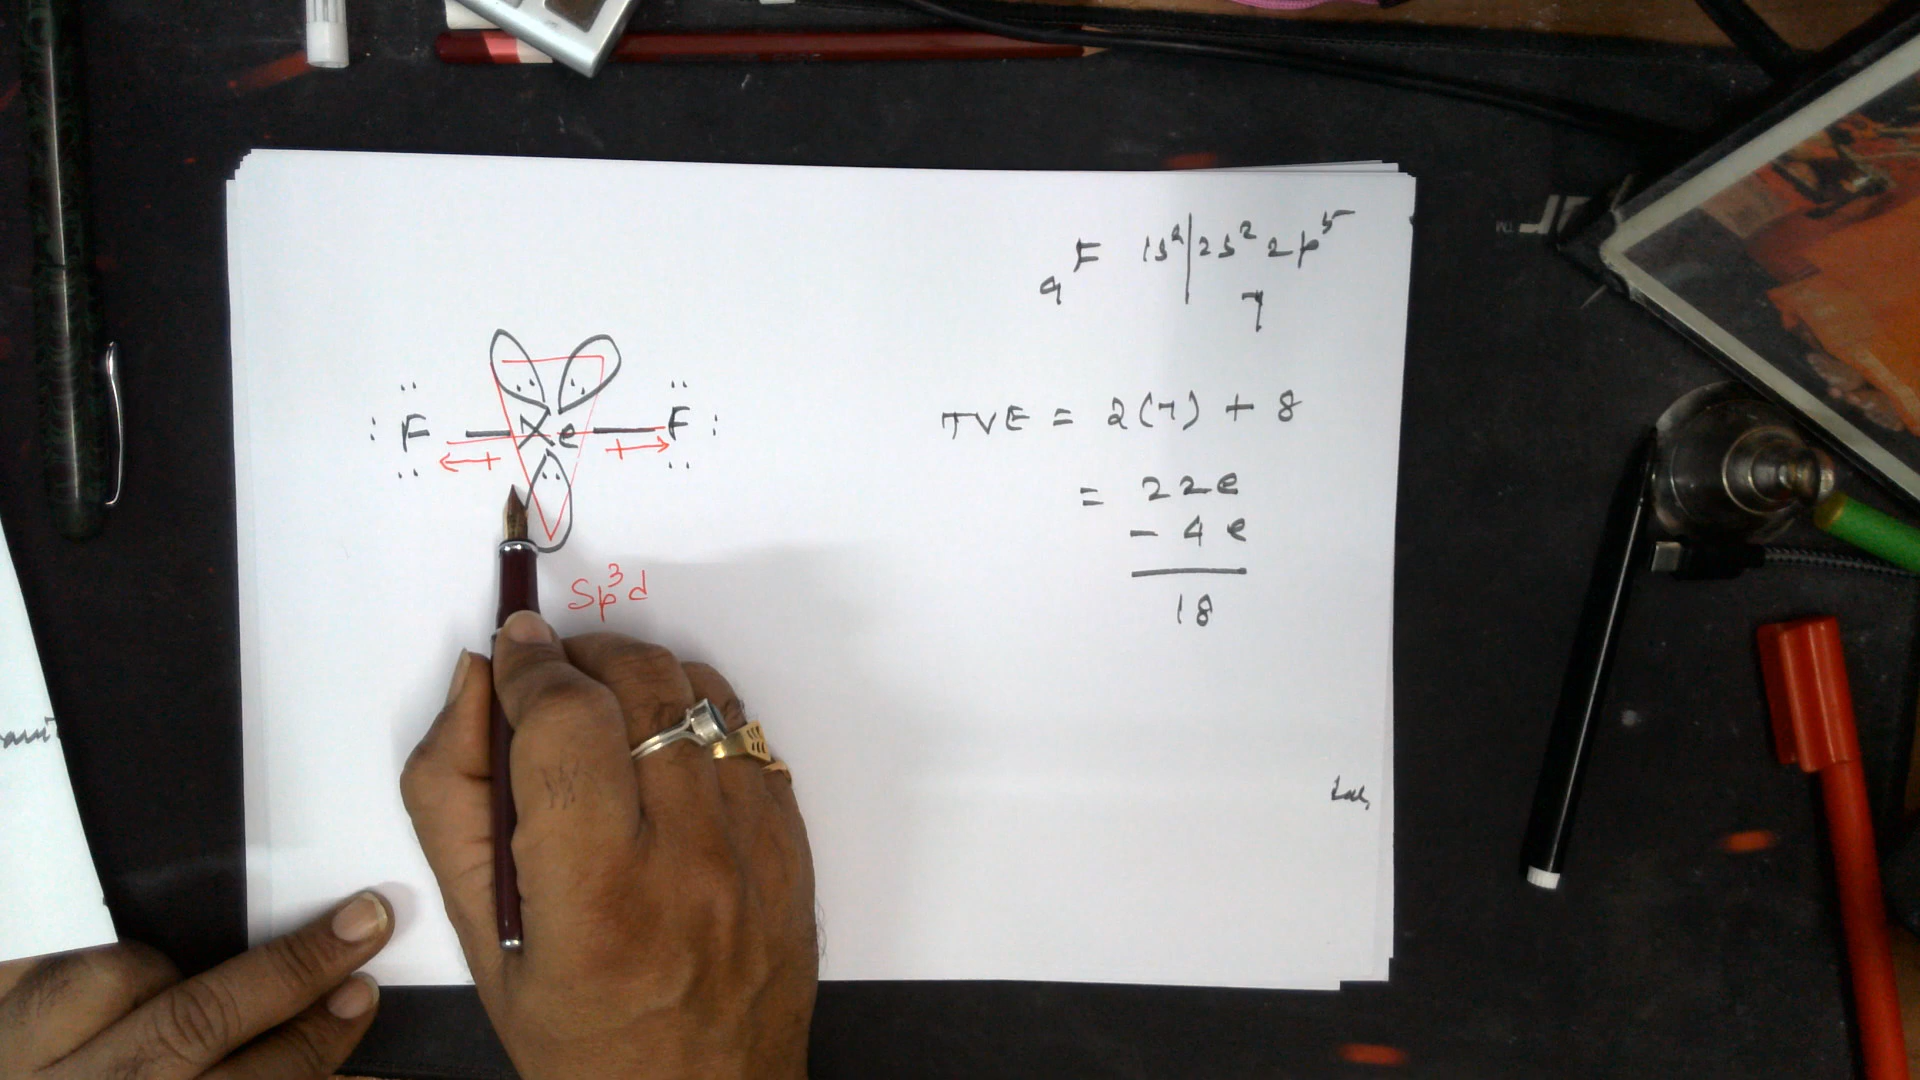 ₉F 1s² | 2s² 2p⁵
7
: F — Xe — F :
sp³d
TVE = 2(7) + 8
= 22e
- 4e
18